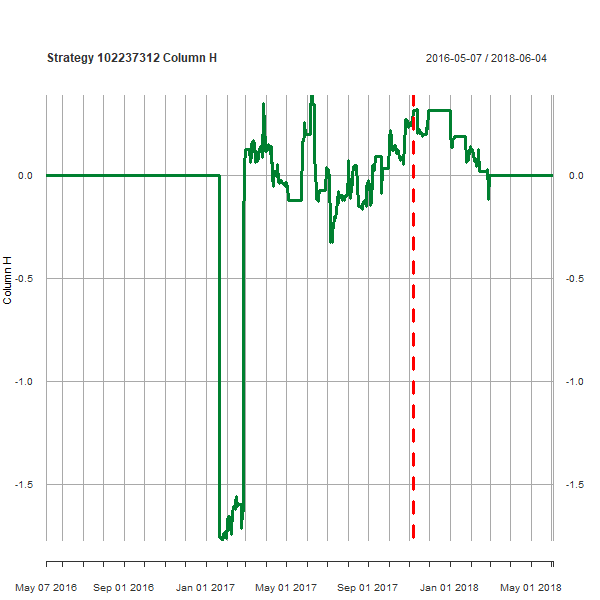 Strategy 102237312 Column H
2016-05-07 / 2018-06-04
0.0
0.0
-0.5
-0.5
Column H
-1.0
-1.0
-1.5
-1.5
May 07 2016
Sep 01 2016
Jan 01 2017
May 01 2017
Sep 01 2017
Jan 01 2018
May 01 2018